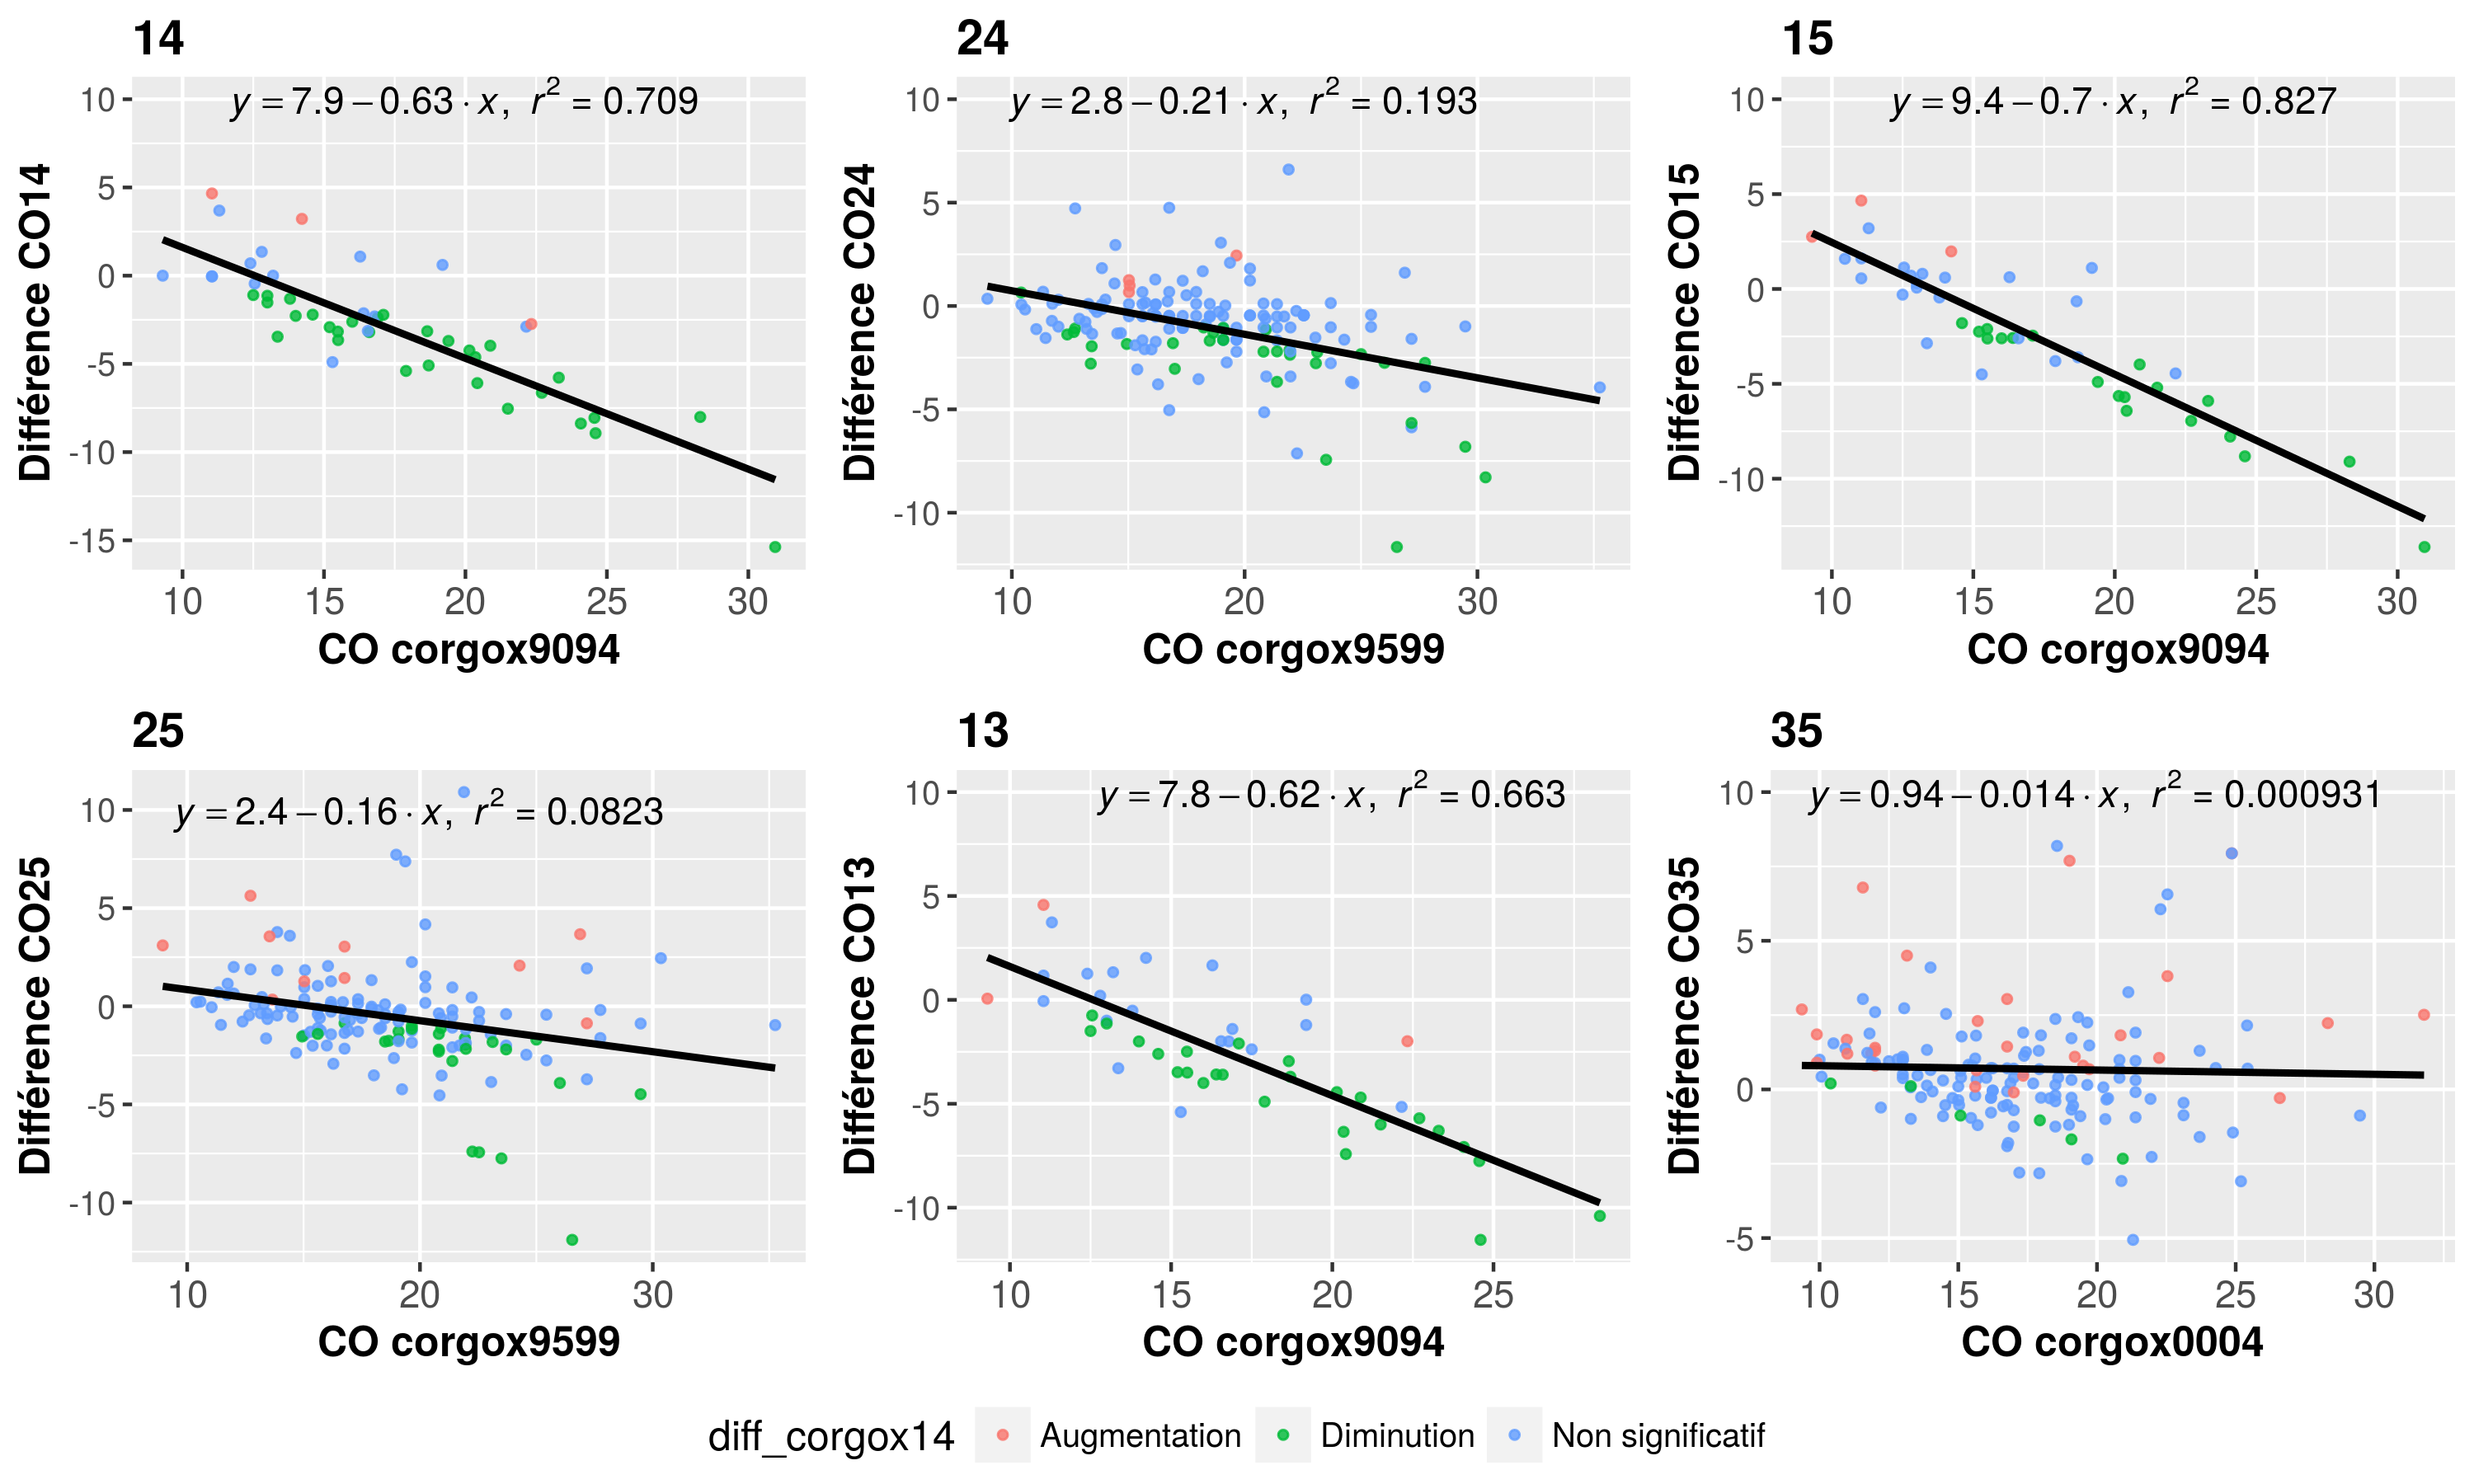 14
y = 7.9 − 0.63 · x, r² = 0.709
10
5
0
-5
-10
-15
Différence CO14
10 15 20 25 30
CO corgox9094
24
y = 2.8 − 0.21 · x, r² = 0.193
10
5
0
-5
-10
Différence CO24
10 20 30
CO corgox9599
15
y = 9.4 − 0.7 · x, r² = 0.827
10
5
0
-5
-10
Différence CO15
10 15 20 25 30
CO corgox9094
25
y = 2.4 − 0.16 · x, r² = 0.0823
10
5
0
-5
-10
Différence CO25
10 20 30
CO corgox9599
13
y = 7.8 − 0.62 · x, r² = 0.663
10
5
0
-5
-10
Différence CO13
10 15 20 25
CO corgox9094
35
y = 0.94 − 0.014 · x, r² = 0.000931
10
5
0
-5
Différence CO35
10 15 20 25 30
CO corgox0004
diff_corgox14 Augmentation Diminution Non significatif